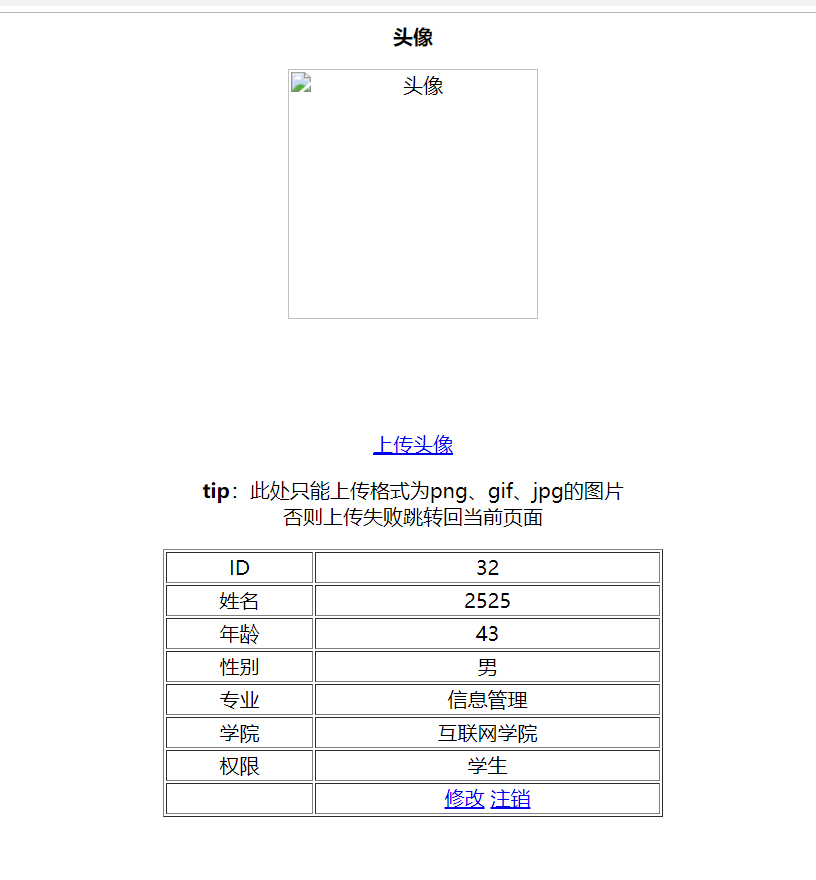 头像
头像
上传头像
tip：此处只能上传格式为png、gif、jpg的图片
否则上传失败跳转回当前页面
ID 32
姓名 2525
年龄 43
性别 男
专业 信息管理
学院 互联网学院
权限 学生
修改 注销